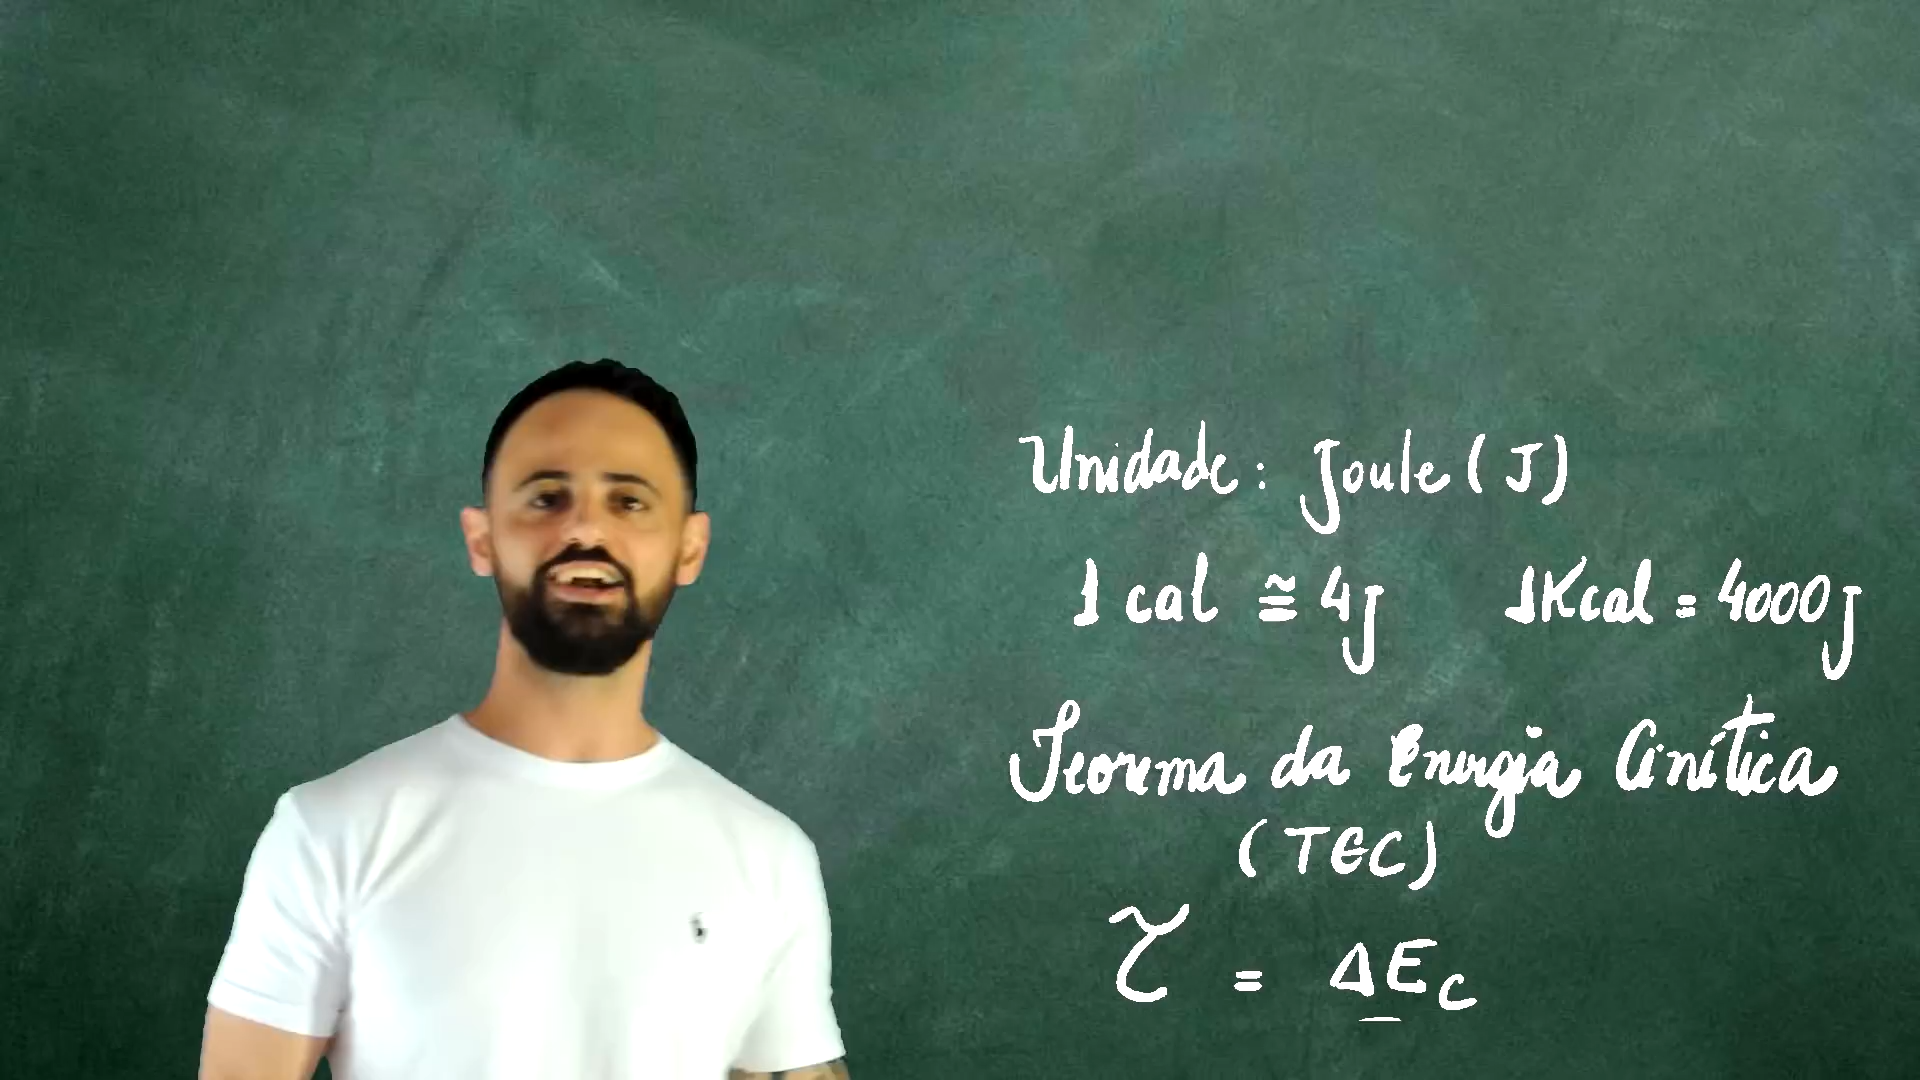 Unidade: Joule (J)
1 cal ≅ 4J 1Kcal = 4000J
Teorema da Energia Cinética
(TEC)
τ = ΔEc